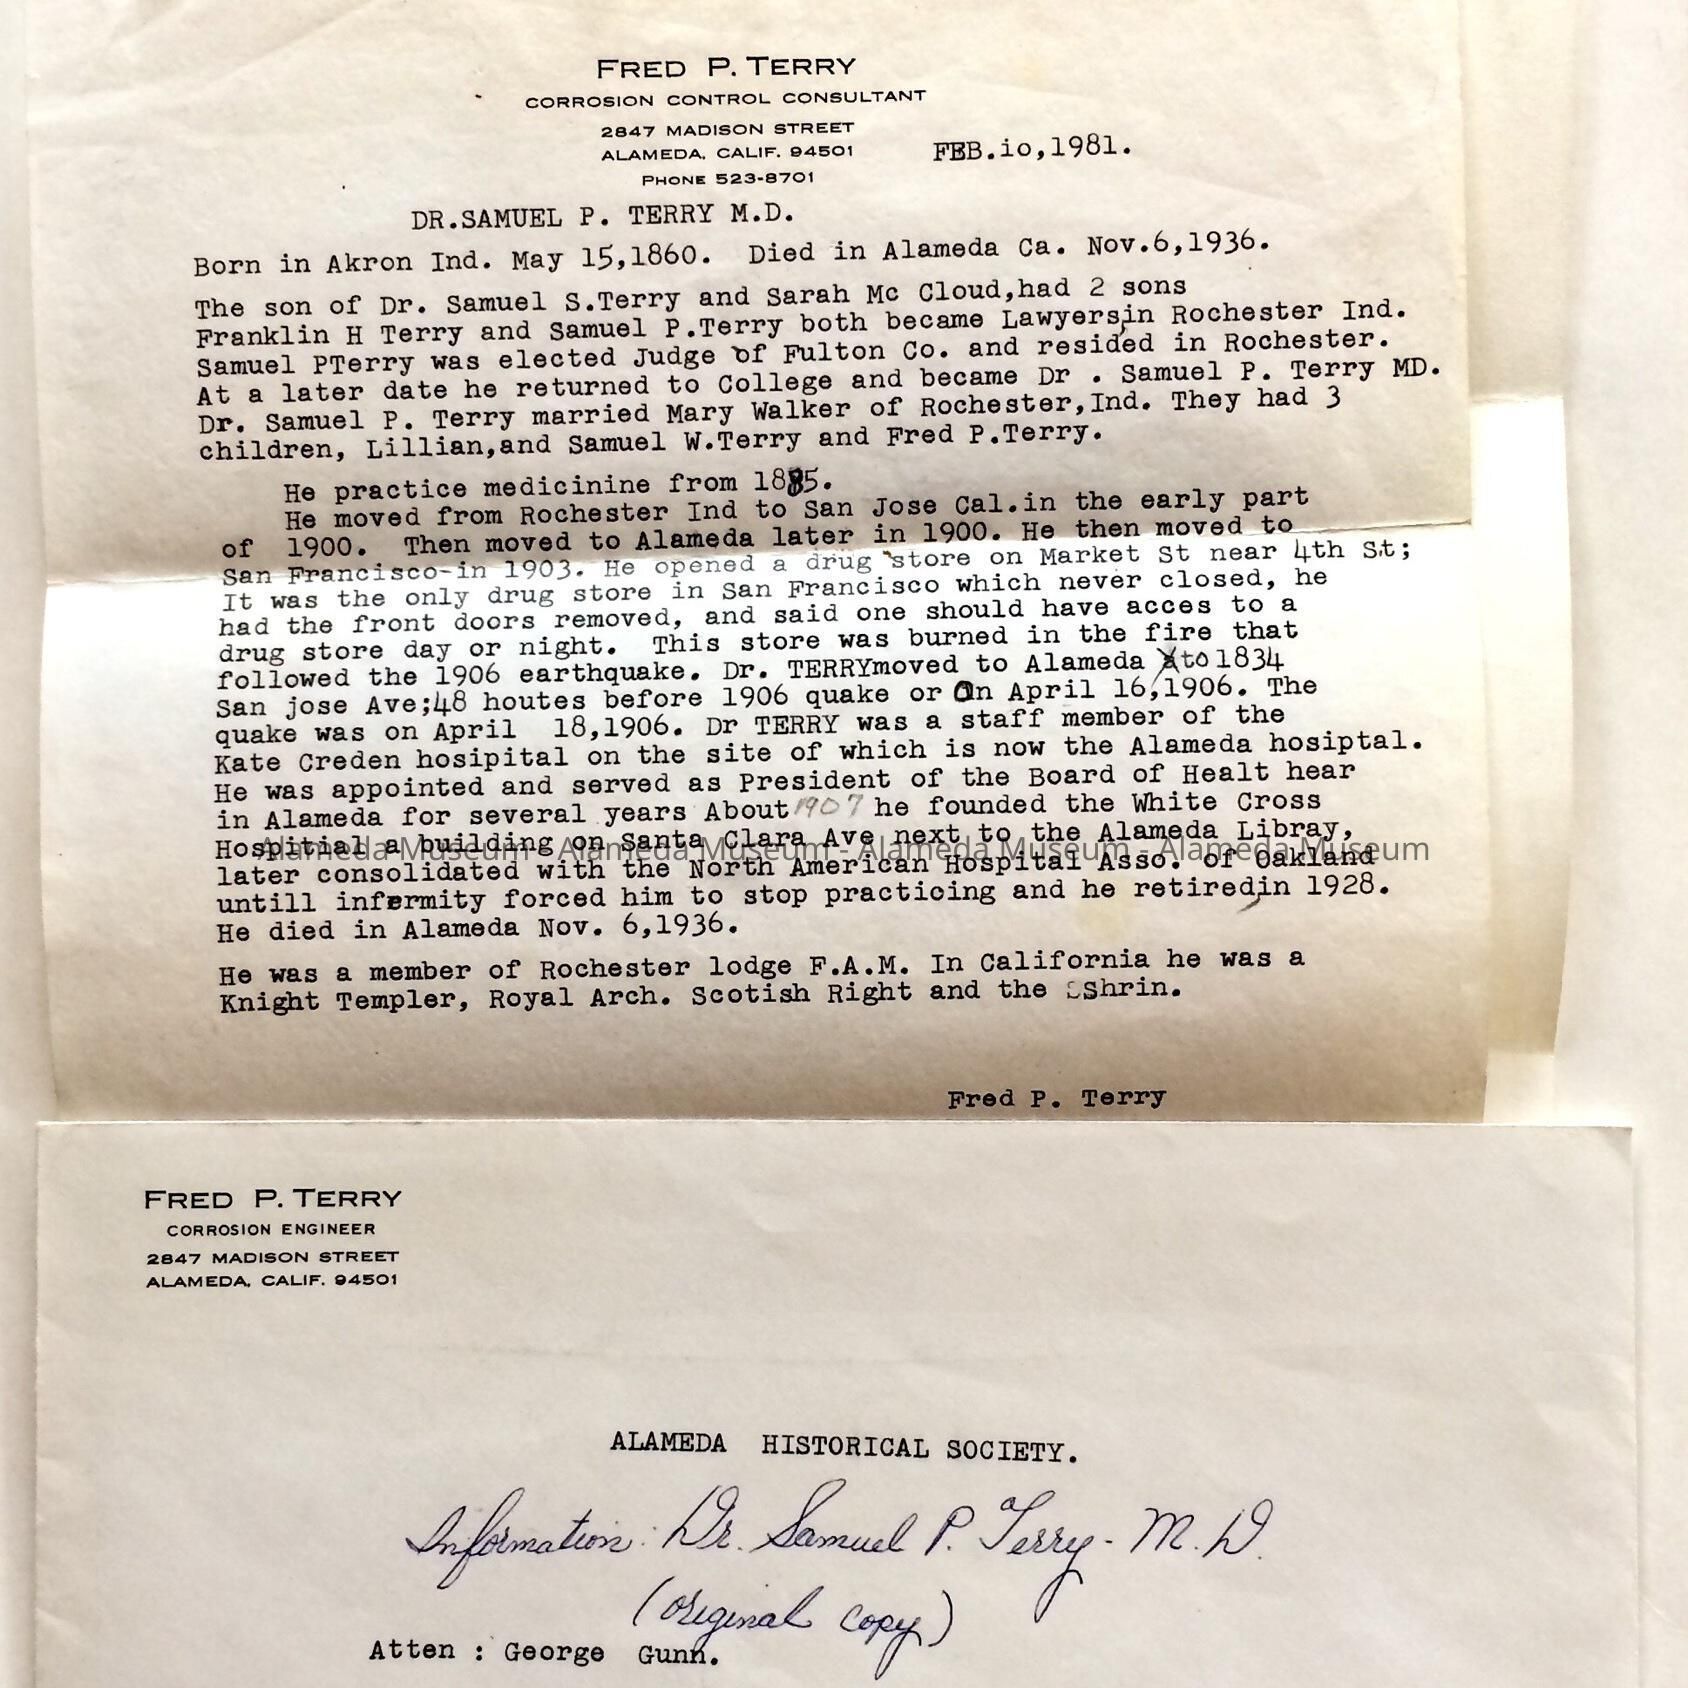 FRED P. TERRY
CORROSION CONTROL CONSULTANT
2847 MADISON STREET
ALAMEDA, CALIF. 94501
PHONE 523-8701
FEB.io,1981.
DR.SAMUEL P. TERRY M.D.
Born in Akron Ind. May 15,1860. Died in Alameda Ca. Nov.6,1936.
The son of Dr. Samuel S.Terry and Sarah Mc Cloud,had 2 sons
Franklin H Terry and Samuel P.Terry both became Lawyers,in Rochester Ind.
Samuel PTerry was elected Judge of Fulton Co. and resided in Rochester.
At a later date he returned to College and became Dr . Samuel P. Terry MD.
Dr. Samuel P. Terry married Mary Walker of Rochester,Ind. They had 3
children, Lillian,and Samuel W.Terry and Fred P.Terry.
He practice medicinine from 1885.
He moved from Rochester Ind to San Jose Cal.in the early part
of 1900. Then moved to Alameda later in 1900. He then moved to
San Francisco-in 1903. He opened a drug store on Market St near 4th St;
It was the only drug store in San Francisco which never closed, he
had the front doors removed, and said one should have acces to a
drug store day or night. This store was burned in the fire that
followed the 1906 earthquake. Dr. TERRYmoved to Alameda to 1834
San jose Ave;48 houtes before 1906 quake or On April 16,1906. The
quake was on April 18,1906. Dr TERRY was a staff member of the
Kate Creden hosipital on the site of which is now the Alameda hosiptal.
He was appointed and served as President of the Board of Healt hear
in Alameda for several years About 1907 he founded the White Cross
Hospitial a building on Santa Clara Ave next to the Alameda Libray,
Alameda Museum - Alameda Museum - Alameda Museum - Alameda Museum
later consolidated with the North American Hospital Asso. of Oakland
untill infermity forced him to stop practicing and he retired,in 1928.
He died in Alameda Nov. 6,1936.
He was a member of Rochester lodge F.A.M. In California he was a
Knight Templer, Royal Arch. Scotish Right and the Shrin.
Fred P. Terry
FRED P. TERRY
CORROSION ENGINEER
2847 MADISON STREET
ALAMEDA, CALIF. 94501
ALAMEDA HISTORICAL SOCIETY.
Information: Dr. Samuel P. Terry - M.D.
(original copy)
Atten : George Gunn.